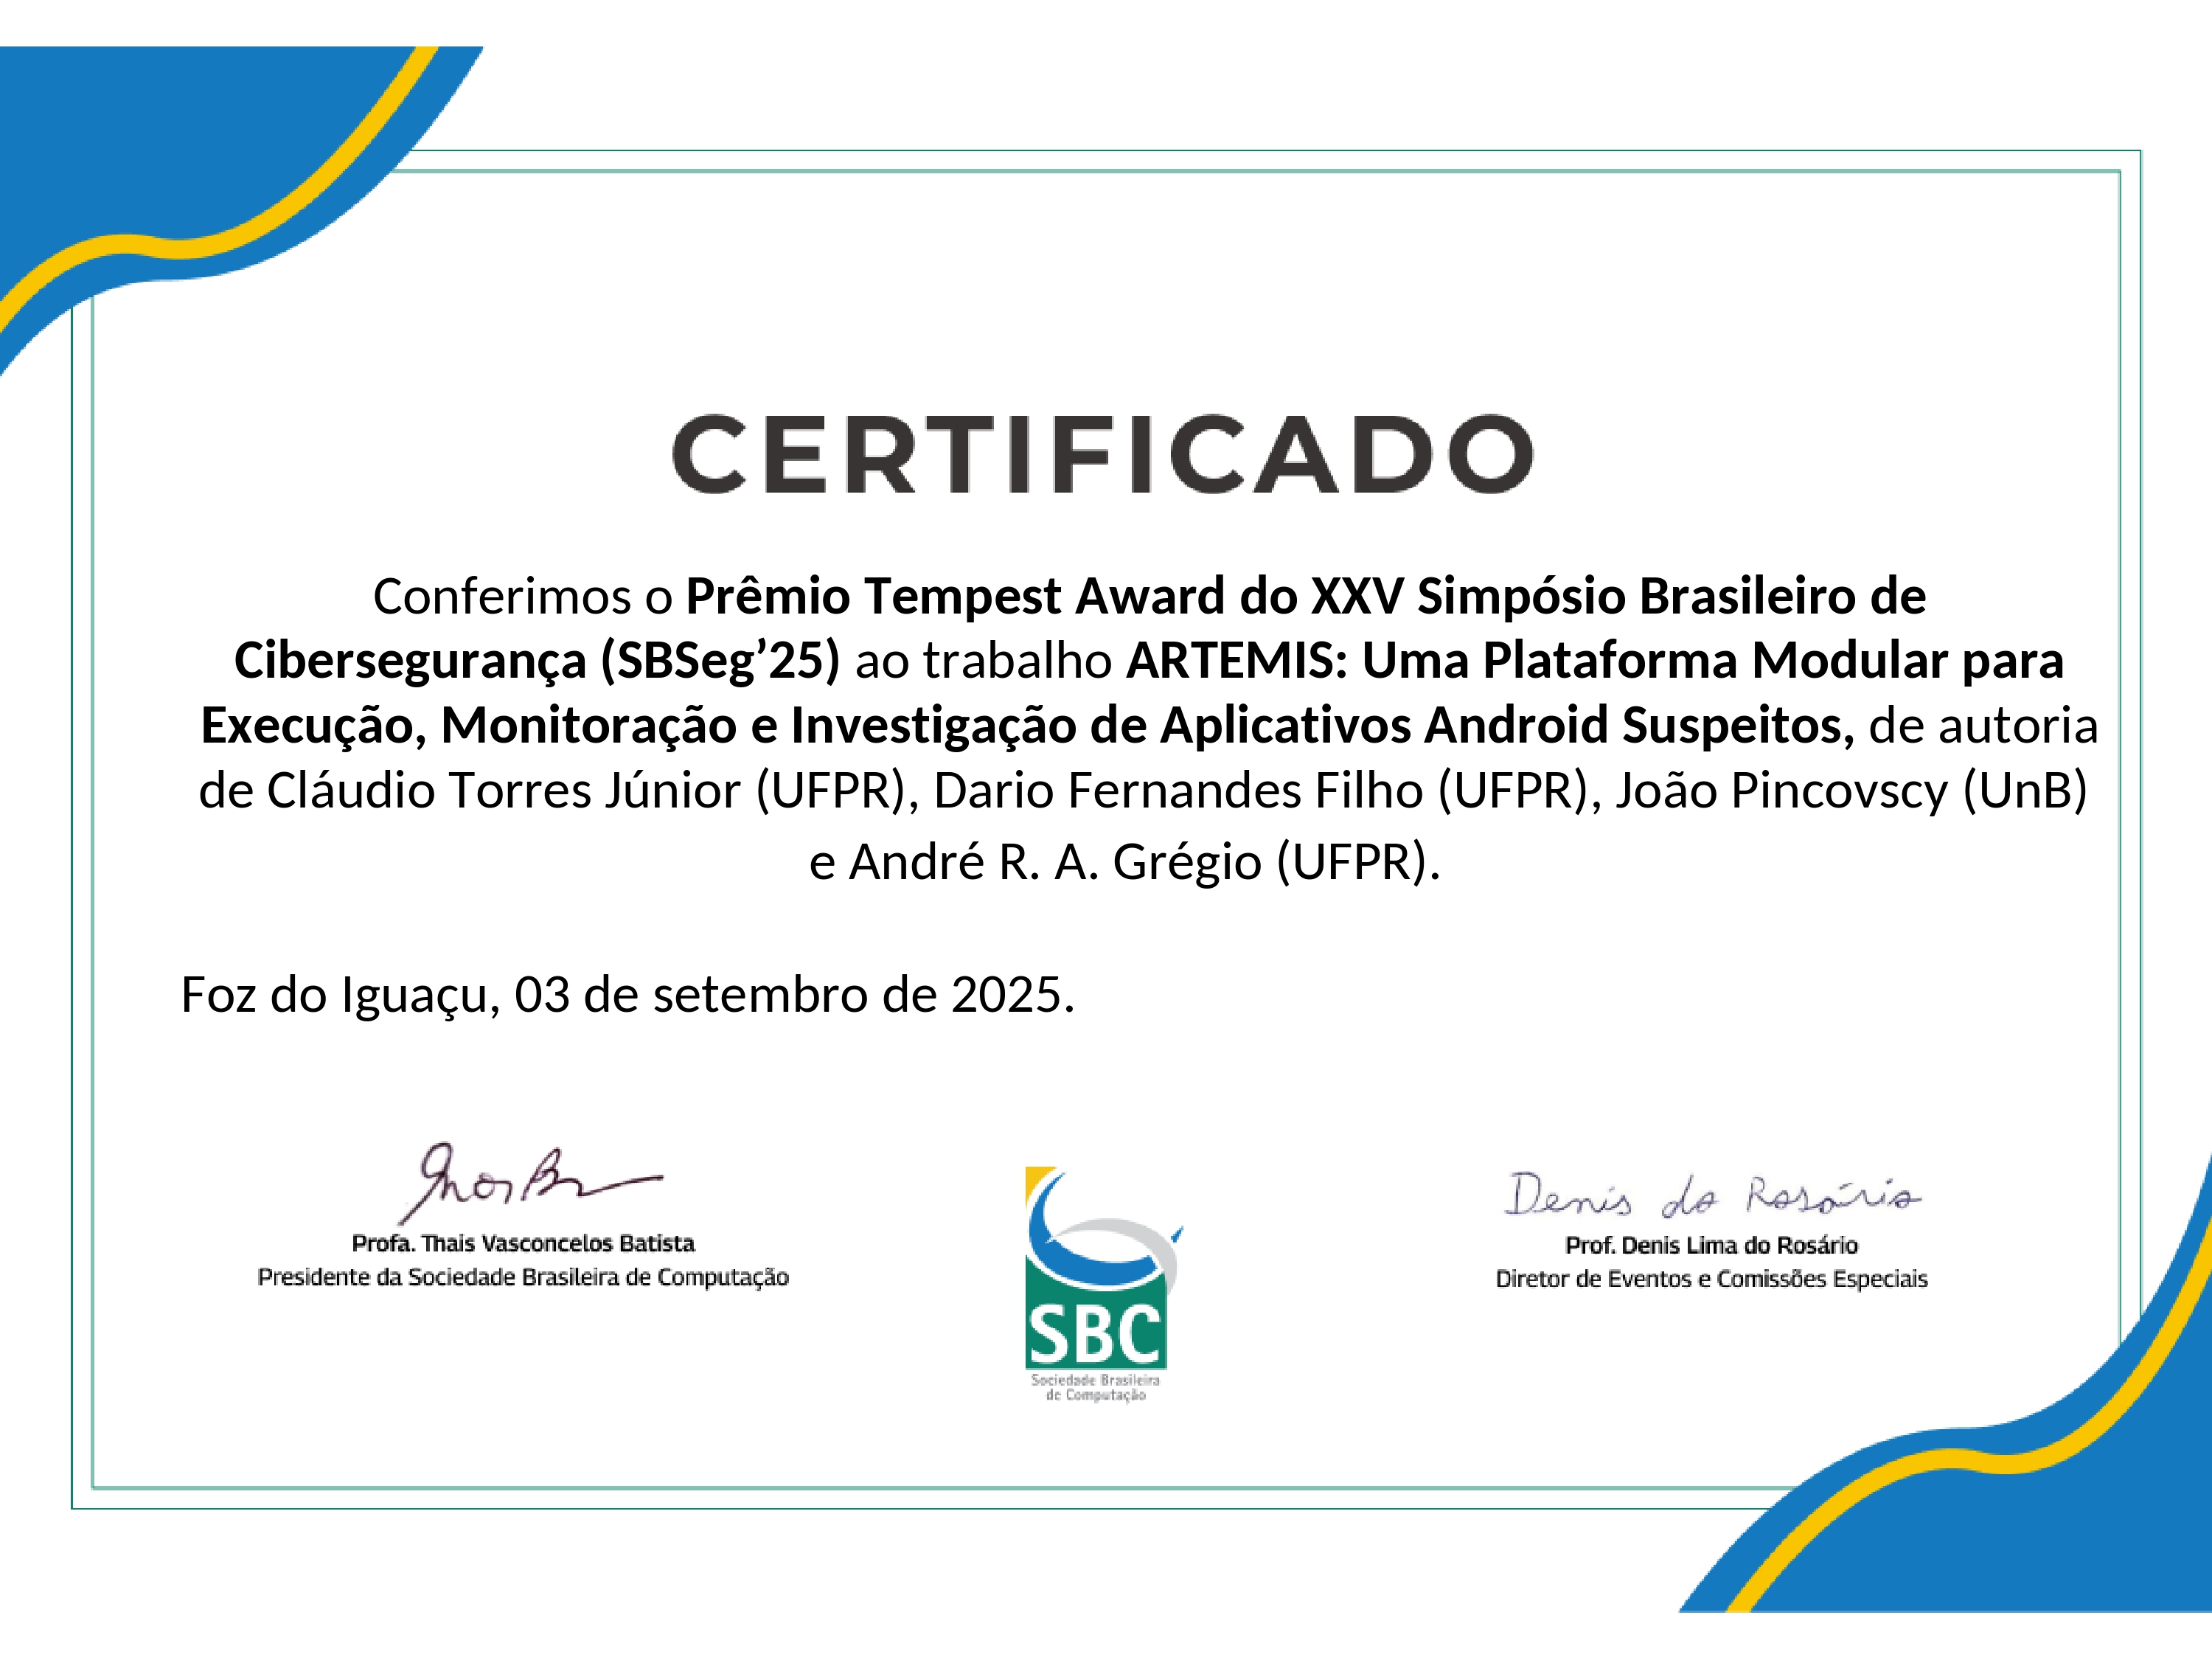 CERTIFICADO
Conferimos o Prêmio Tempest Award do XXV Simpósio Brasileiro de
Cibersegurança (SBSeg’25) ao trabalho ARTEMIS: Uma Plataforma Modular para
Execução, Monitoração e Investigação de Aplicativos Android Suspeitos, de autoria
de Cláudio Torres Júnior (UFPR), Dario Fernandes Filho (UFPR), João Pincovscy (UnB)
e André R. A. Grégio (UFPR).
Foz do Iguaçu, 03 de setembro de 2025.
Denis do Rosário
Profa. Thais Vasconcelos Batista
Presidente da Sociedade Brasileira de Computação
Prof. Denis Lima do Rosário
Diretor de Eventos e Comissões Especiais
SBC
Sociedade Brasileira
de Computação